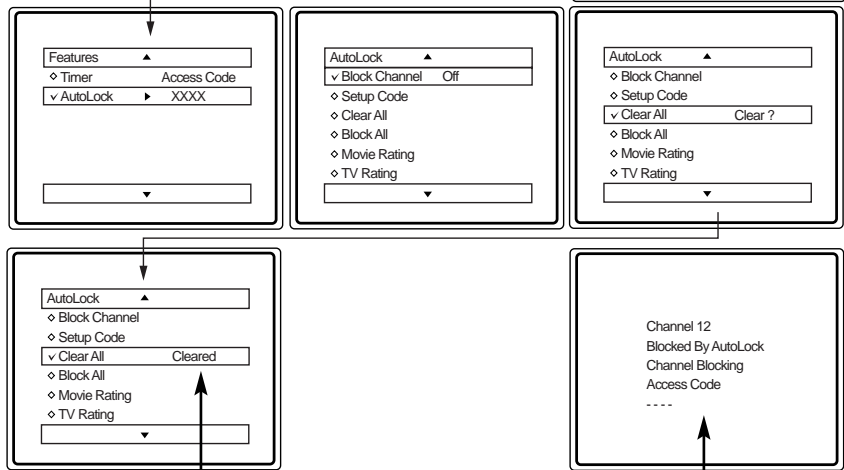 Features
Timer Access Code
AutoLock XXXX
AutoLock
Block Channel Off
Setup Code
Clear All
Block All
Movie Rating
TV Rating
AutoLock
Block Channel
Setup Code
Clear All Clear ?
Block All
Movie Rating
TV Rating
AutoLock
Block Channel
Setup Code
Clear All Cleared
Block All
Movie Rating
TV Rating
Channel 12
Blocked By AutoLock
Channel Blocking
Access Code
- - - -